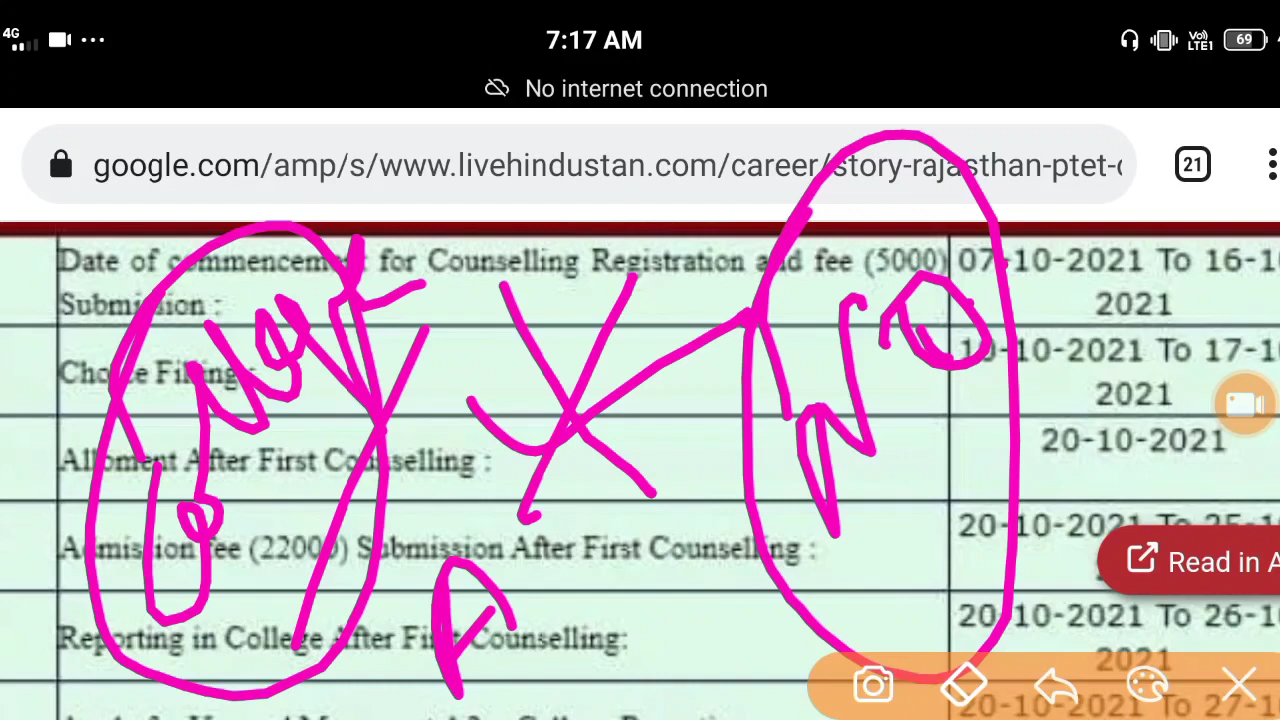 4G 7:17 AM Vo) LTE1 69
No internet connection
google.com/amp/s/www.livehindustan.com/career/story-rajasthan-ptet-c 21
Date of commencement for Counselling Registration and fee (5000) 07-10-2021 To 16-10
Submission : 2021
Choice Filling : 10-10-2021 To 17-10
2021
Alloment After First Counselling : 20-10-2021
Admission fee (22000) Submission After First Counselling : 20-10-2021 To 25-10
Read in A
Reporting in College After First Counselling: 20-10-2021 To 26-10
2021
20-10-2021 To 27-10
NO